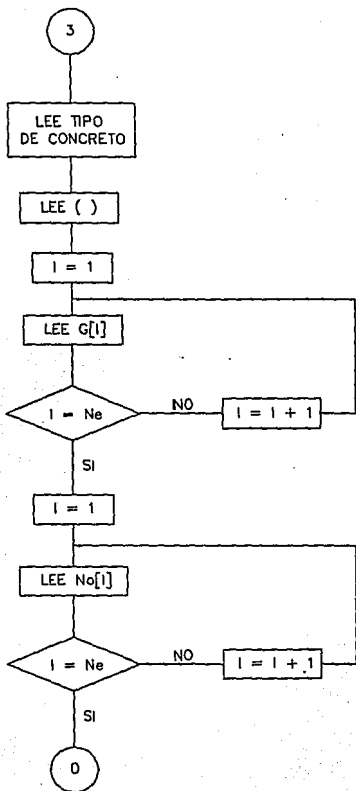 3
LEE TIPO
DE CONCRETO
LEE ( )
I = 1
LEE G[I]
I = Ne
NO
I = I + 1
SI
I = 1
LEE No[I]
I = Ne
NO
I = I + 1
SI
0